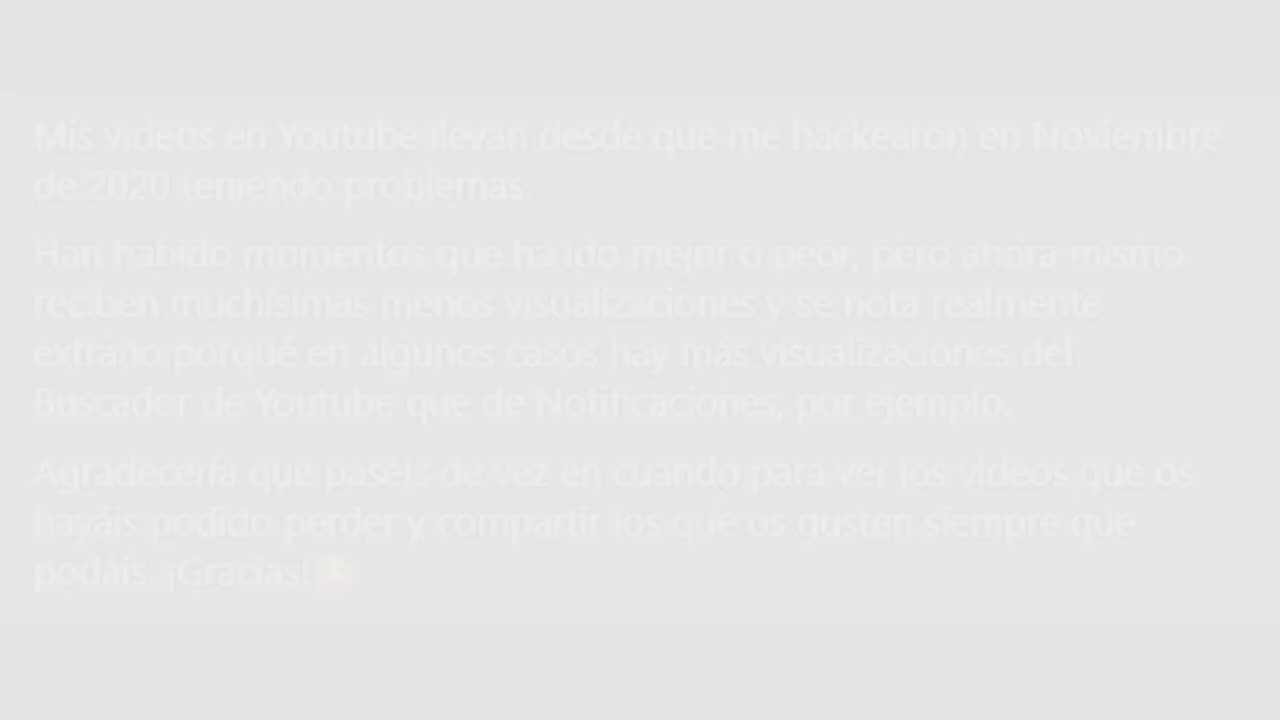 Mis videos en Youtube llevan desde que me hackearon en Noviembre
de 2020 teniendo problemas.
Han habido momentos que ha ido mejor o peor, pero ahora mismo
reciben muchísimas menos visualizaciones y se nota realmente
extraño porqué en algunos casos hay mas visualizaciones del
Buscador de Youtube que de Notificaciones, por ejemplo.
Agradecería que paséis de vez en cuando para ver los videos que os
hayáis podido perder y compartir los que os gusten siempre que
podáis. ¡Gracias!